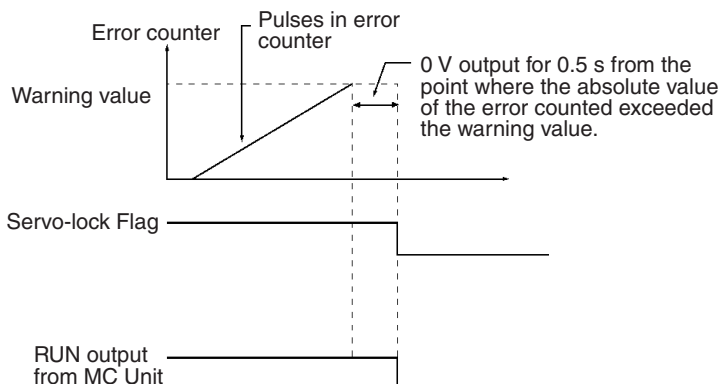 Error counter
Pulses in error
counter
0 V output for 0.5 s from the
point where the absolute value
of the error counted exceeded
the warning value.
Warning value
Servo-lock Flag
RUN output
from MC Unit